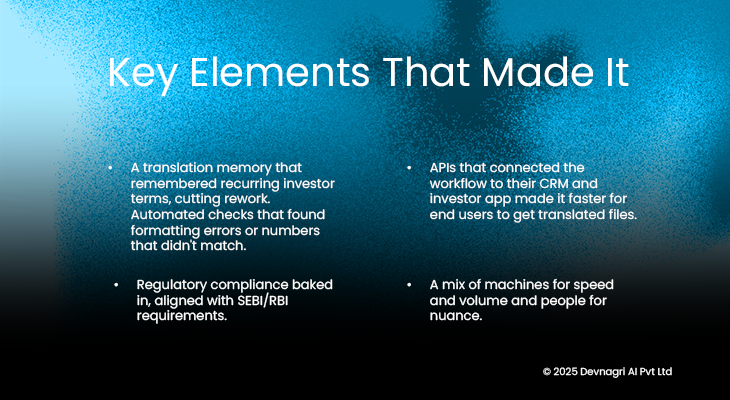 Key Elements That Made It
• A translation memory that
remembered recurring investor
terms, cutting rework.
Automated checks that found
formatting errors or numbers
that didn't match.
• APIs that connected the
workflow to their CRM and
investor app made it faster for
end users to get translated files.
• Regulatory compliance baked
in, aligned with SEBI/RBI
requirements.
• A mix of machines for speed
and volume and people for
nuance.
© 2025 Devnagri AI Pvt Ltd